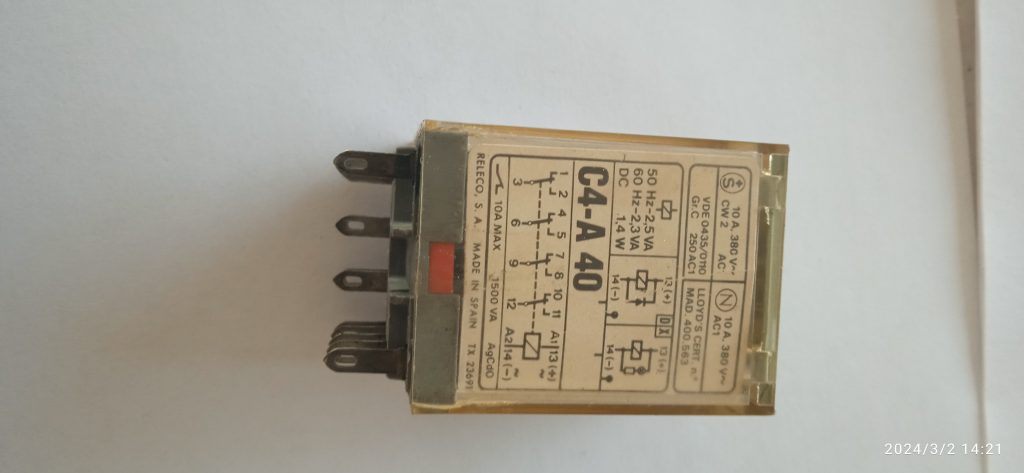 +
S
10 A. 380 V~
CW 2 AC
N
10 A. 380 V~
AC1
VDE 0435/0110
Gr.C 250 AC1
LLOYD'S CERT. n.º
MAD. 400.563
50 Hz-2,5 VA
60 Hz-2,3 VA
DC 1.4 W
13 (+)
14 (-)
D X
13 (+)
14 (-)
C4-A 40
1 2 4 5 7 8 10 11 A1 13 (+)
3 6 9 12 A2 14 (-)
10A MAX 1500 VA AgCdO
RELECO, S. A. MADE IN SPAIN TX 23691
2024/3/2 14:21